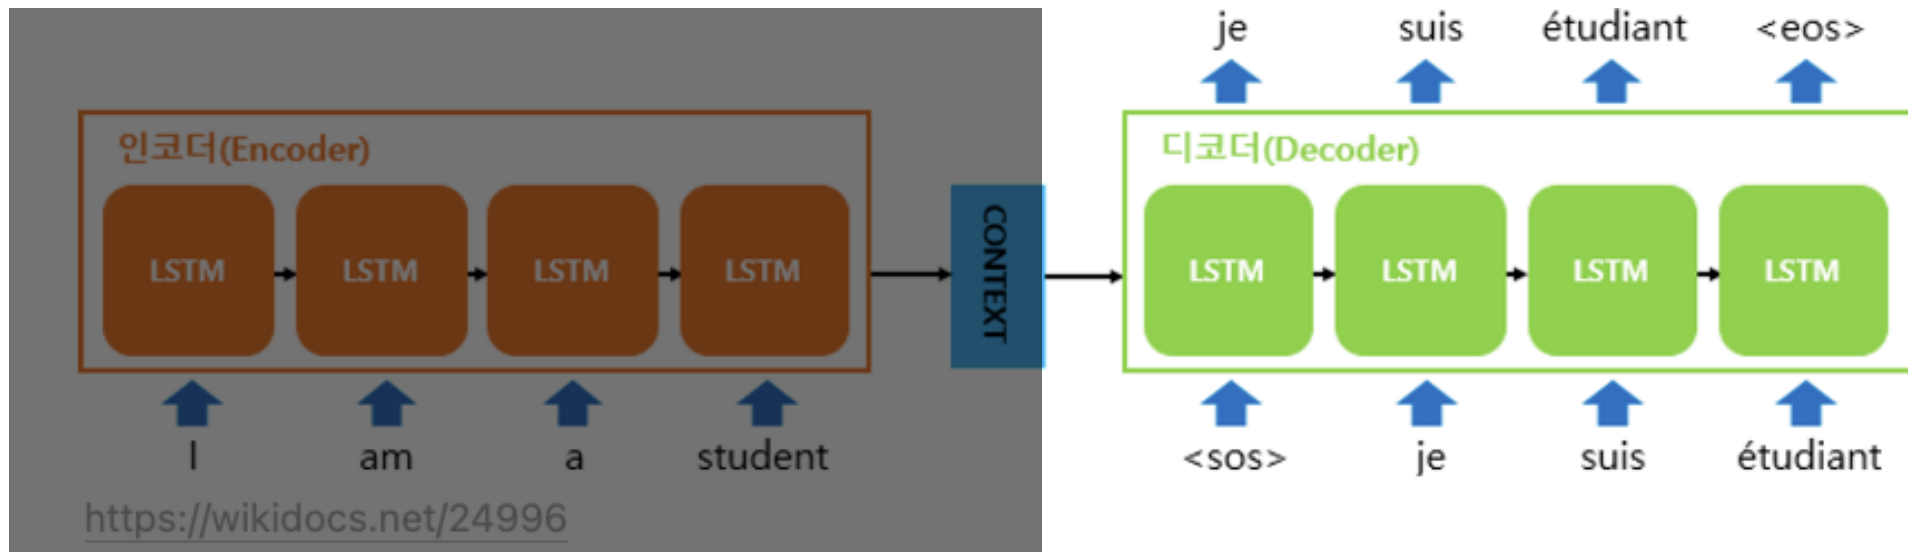 je suis étudiant <eos>
인코더(Encoder)
디코더(Decoder)
LSTM LSTM LSTM LSTM
CONTEXT
LSTM LSTM LSTM LSTM
I am a student
<sos> je suis étudiant
https://wikidocs.net/24996